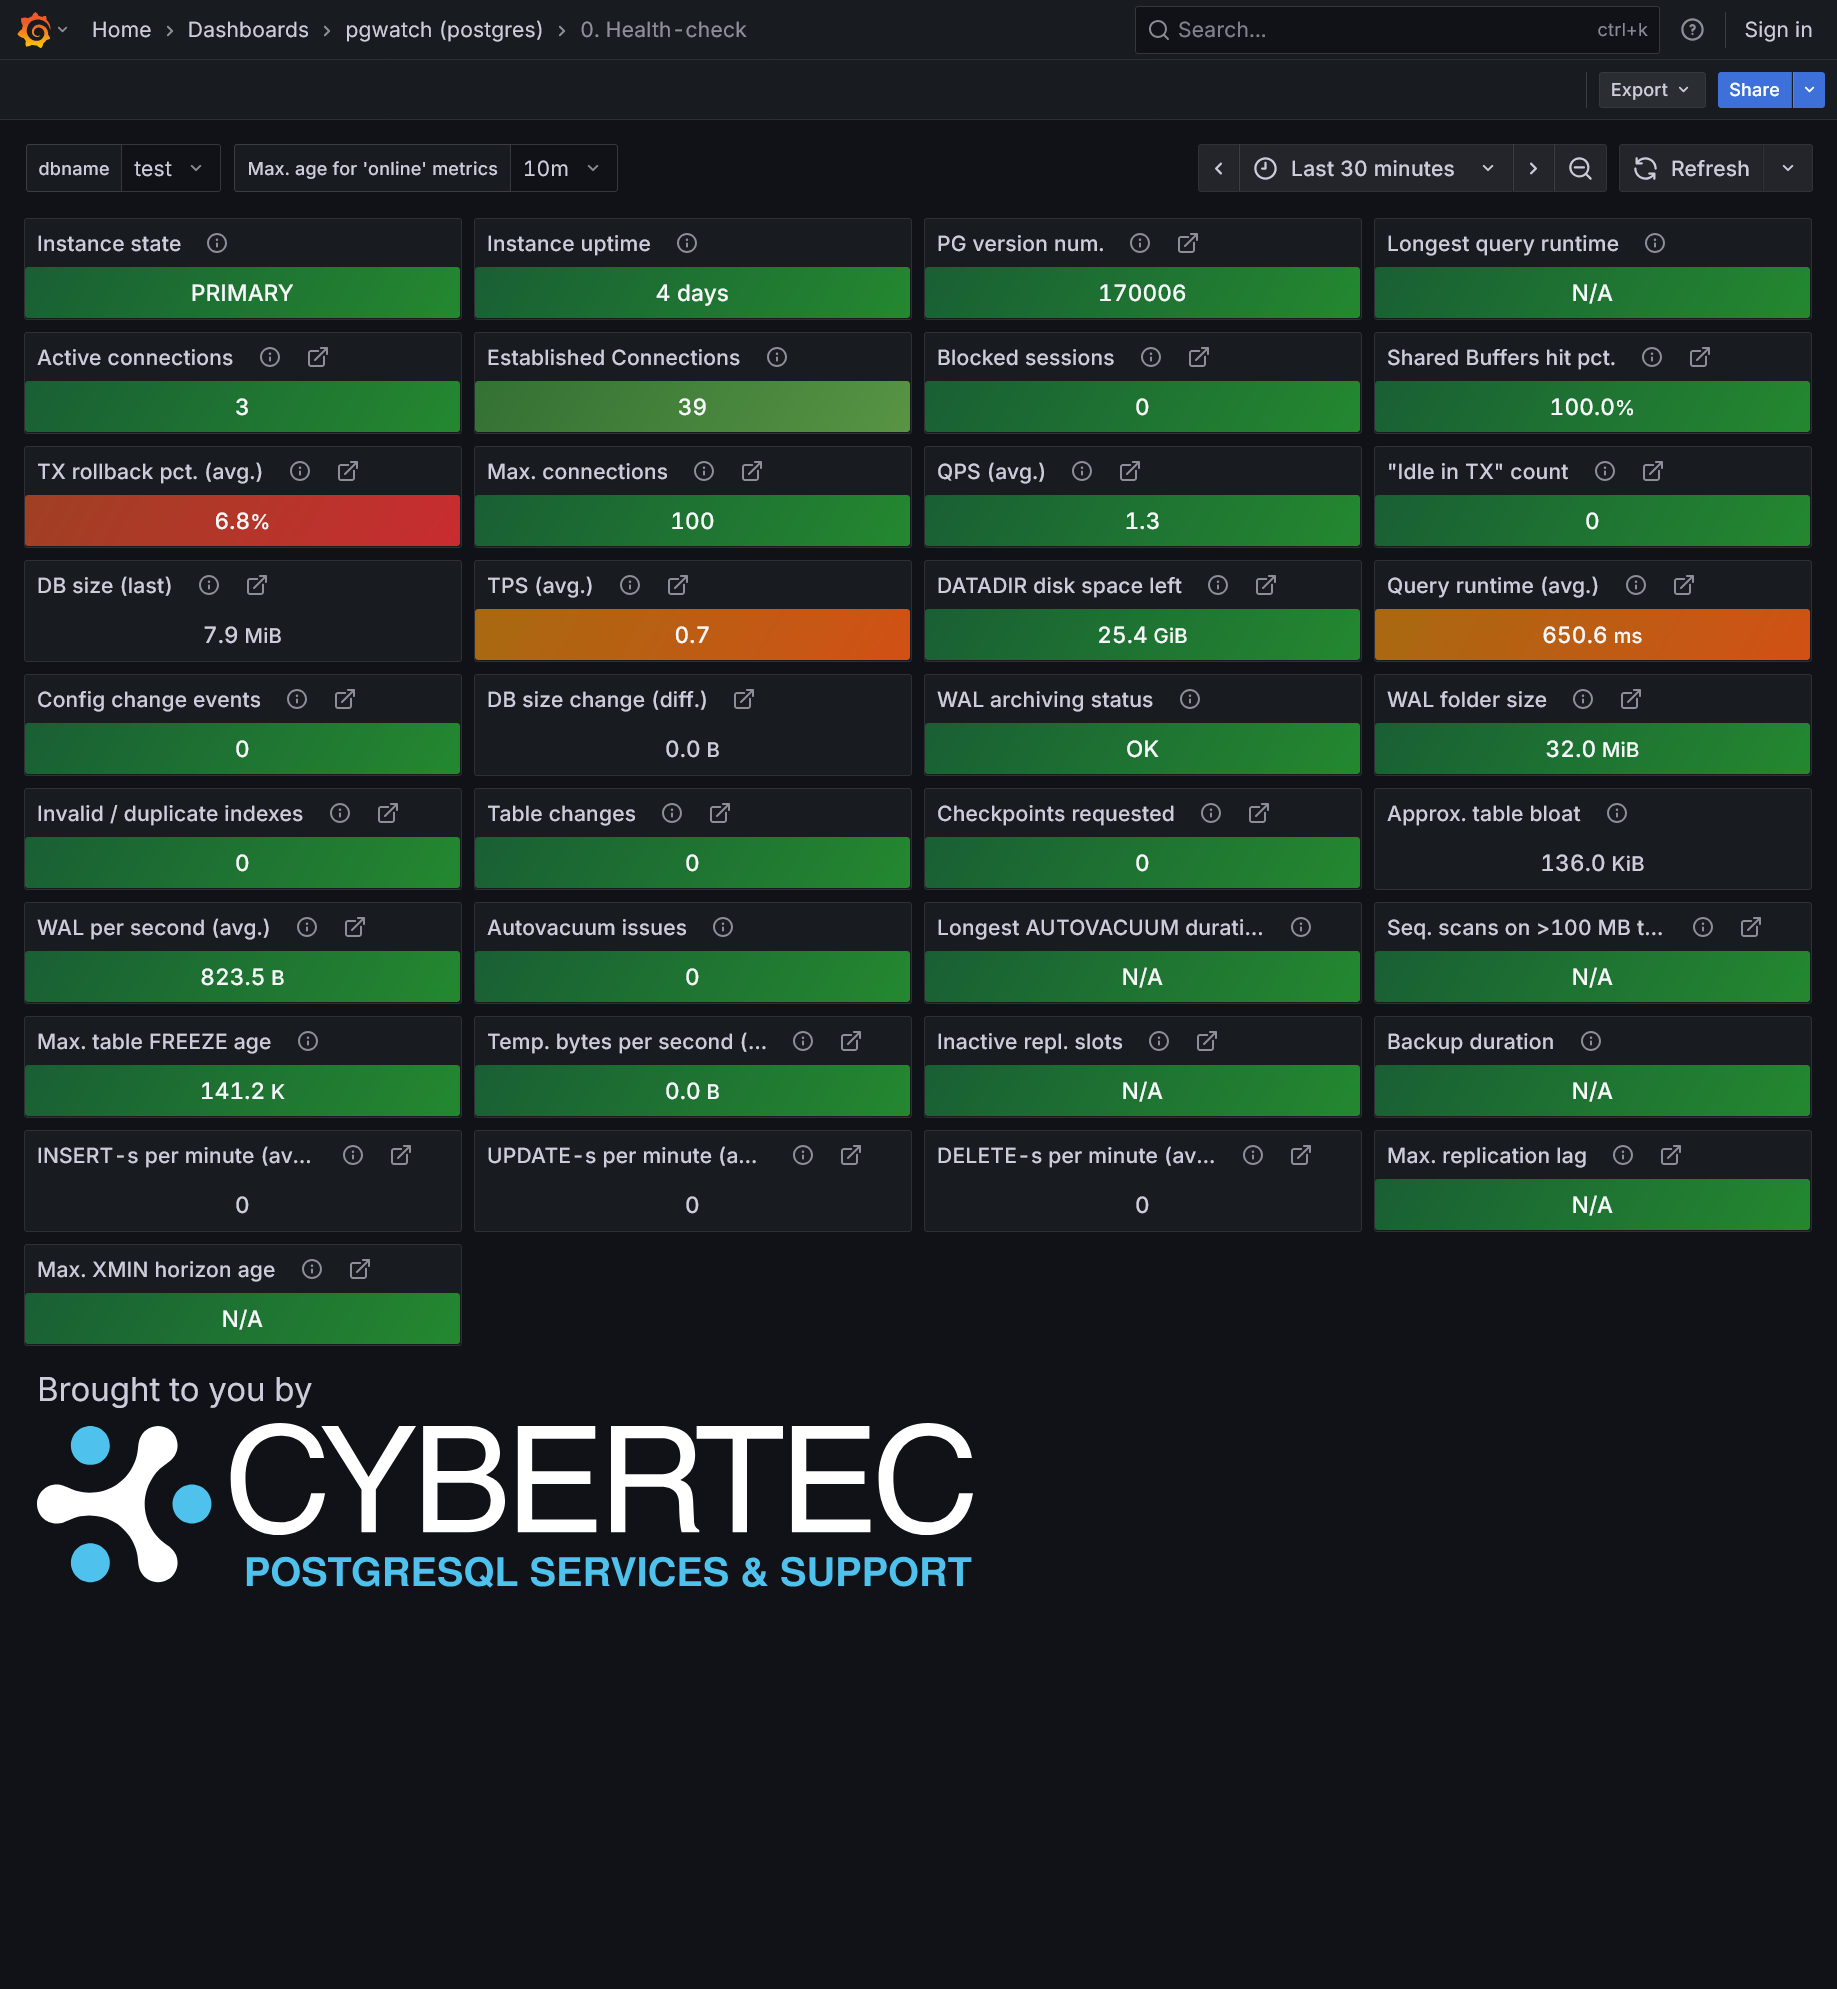 Home › Dashboards › pgwatch (postgres) › 0. Health-check Search... ctrl+k Sign in
Export Share
dbname test Max. age for 'online' metrics 10m Last 30 minutes Refresh
Instance state Instance uptime PG version num. Longest query runtime
PRIMARY 4 days 170006 N/A
Active connections Established Connections Blocked sessions Shared Buffers hit pct.
3 39 0 100.0%
TX rollback pct. (avg.) Max. connections QPS (avg.) "Idle in TX" count
6.8% 100 1.3 0
DB size (last) TPS (avg.) DATADIR disk space left Query runtime (avg.)
7.9 MiB 0.7 25.4 GiB 650.6 ms
Config change events DB size change (diff.) WAL archiving status WAL folder size
0 0.0 B OK 32.0 MiB
Invalid / duplicate indexes Table changes Checkpoints requested Approx. table bloat
0 0 0 136.0 KiB
WAL per second (avg.) Autovacuum issues Longest AUTOVACUUM durati... Seq. scans on >100 MB t...
823.5 B 0 N/A N/A
Max. table FREEZE age Temp. bytes per second (... Inactive repl. slots Backup duration
141.2 K 0.0 B N/A N/A
INSERT-s per minute (av... UPDATE-s per minute (a... DELETE-s per minute (av... Max. replication lag
0 0 0 N/A
Max. XMIN horizon age
N/A
Brought to you by
CYBERTEC
POSTGRESQL SERVICES & SUPPORT